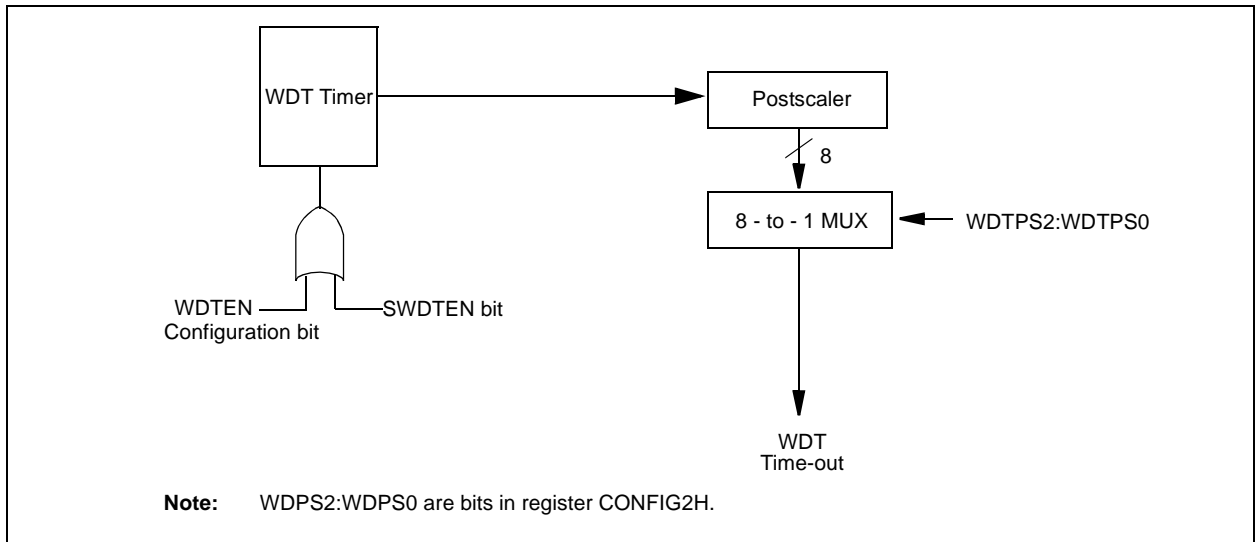 WDT Timer
Postscaler
8
8 - to - 1 MUX
WDTPS2:WDTPS0
WDTEN
Configuration bit
SWDTEN bit
WDT
Time-out
Note: WDPS2:WDPS0 are bits in register CONFIG2H.